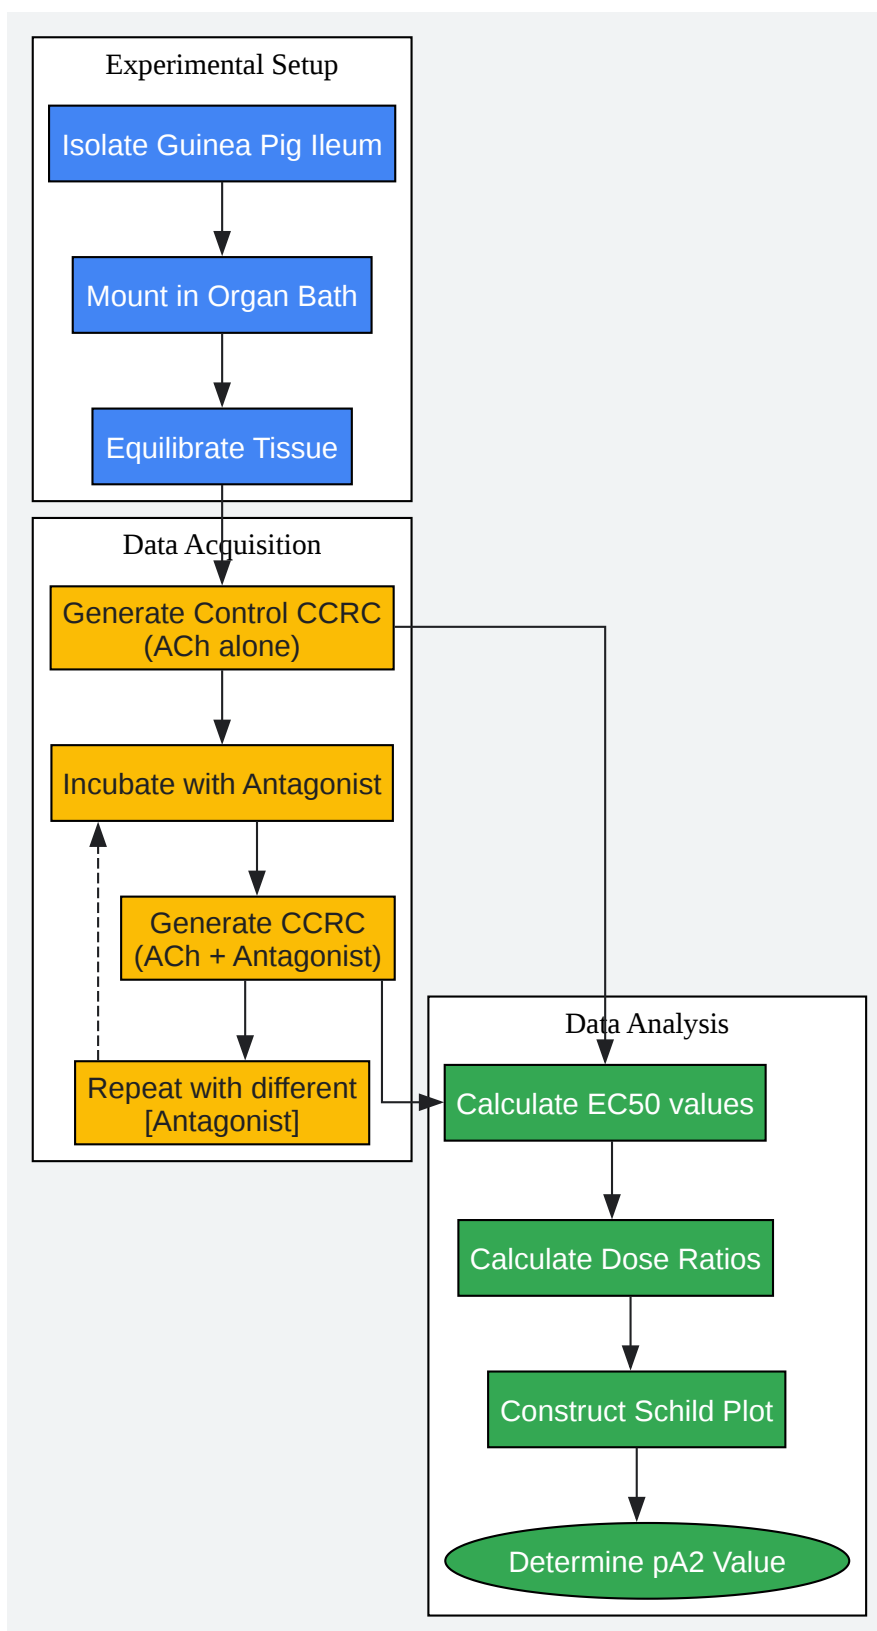 Experimental Setup
Isolate Guinea Pig Ileum
Mount in Organ Bath
Equilibrate Tissue
Data Acquisition
Generate Control CCRC
(ACh alone)
Incubate with Antagonist
Generate CCRC
(ACh + Antagonist)
Repeat with different
[Antagonist]
Data Analysis
Calculate EC50 values
Calculate Dose Ratios
Construct Schild Plot
Determine pA2 Value